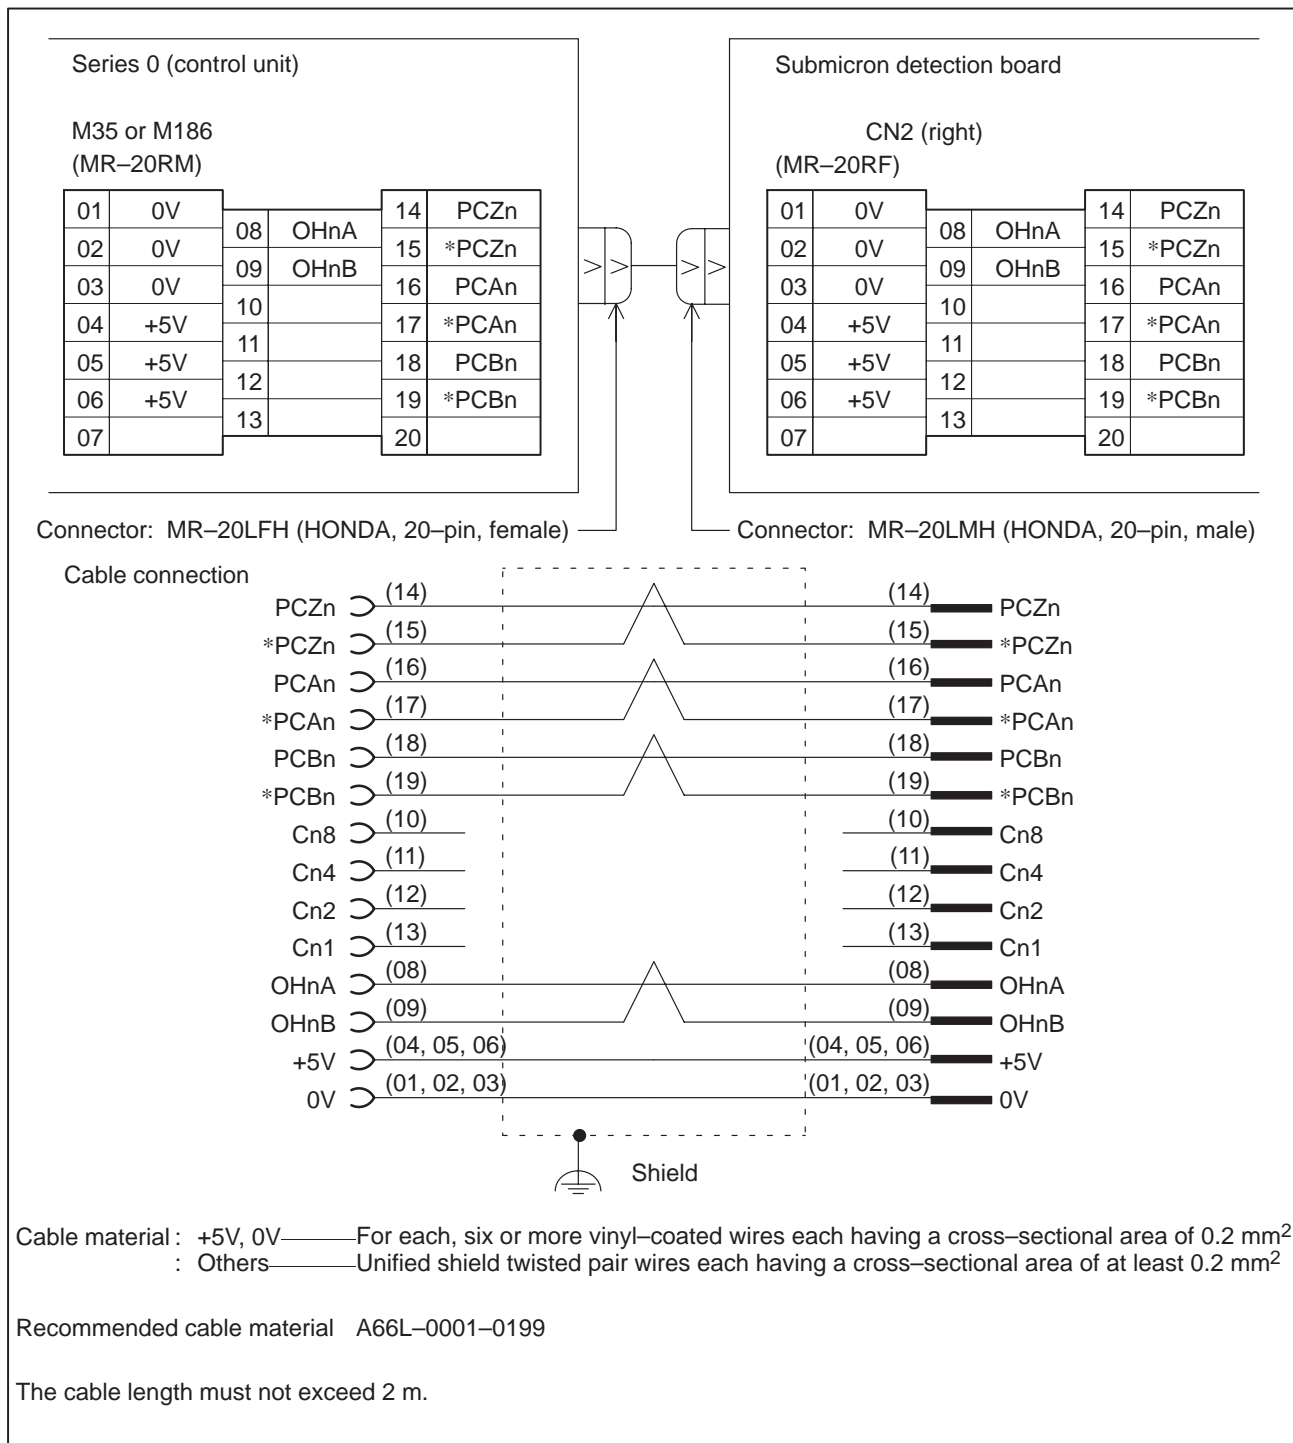 Series 0 (control unit)
M35 or M186
(MR–20RM)
01 0V
02 0V
03 0V
04 +5V
05 +5V
06 +5V
07
08 OHnA
09 OHnB
10
11
12
13
14 PCZn
15 *PCZn
16 PCAn
17 *PCAn
18 PCBn
19 *PCBn
20
Submicron detection board
CN2 (right)
(MR–20RF)
01 0V
02 0V
03 0V
04 +5V
05 +5V
06 +5V
07
08 OHnA
09 OHnB
10
11
12
13
14 PCZn
15 *PCZn
16 PCAn
17 *PCAn
18 PCBn
19 *PCBn
20
Connector: MR–20LFH (HONDA, 20–pin, female)
Connector: MR–20LMH (HONDA, 20–pin, male)
Cable connection
PCZn (14) (14) PCZn
*PCZn (15) (15) *PCZn
PCAn (16) (16) PCAn
*PCAn (17) (17) *PCAn
PCBn (18) (18) PCBn
*PCBn (19) (19) *PCBn
Cn8 (10) (10) Cn8
Cn4 (11) (11) Cn4
Cn2 (12) (12) Cn2
Cn1 (13) (13) Cn1
OHnA (08) (08) OHnA
OHnB (09) (09) OHnB
+5V (04, 05, 06) (04, 05, 06) +5V
0V (01, 02, 03) (01, 02, 03) 0V
Shield
Cable material : +5V, 0V For each, six or more vinyl–coated wires each having a cross–sectional area of 0.2 mm²
: Others Unified shield twisted pair wires each having a cross–sectional area of at least 0.2 mm²
Recommended cable material A66L–0001–0199
The cable length must not exceed 2 m.